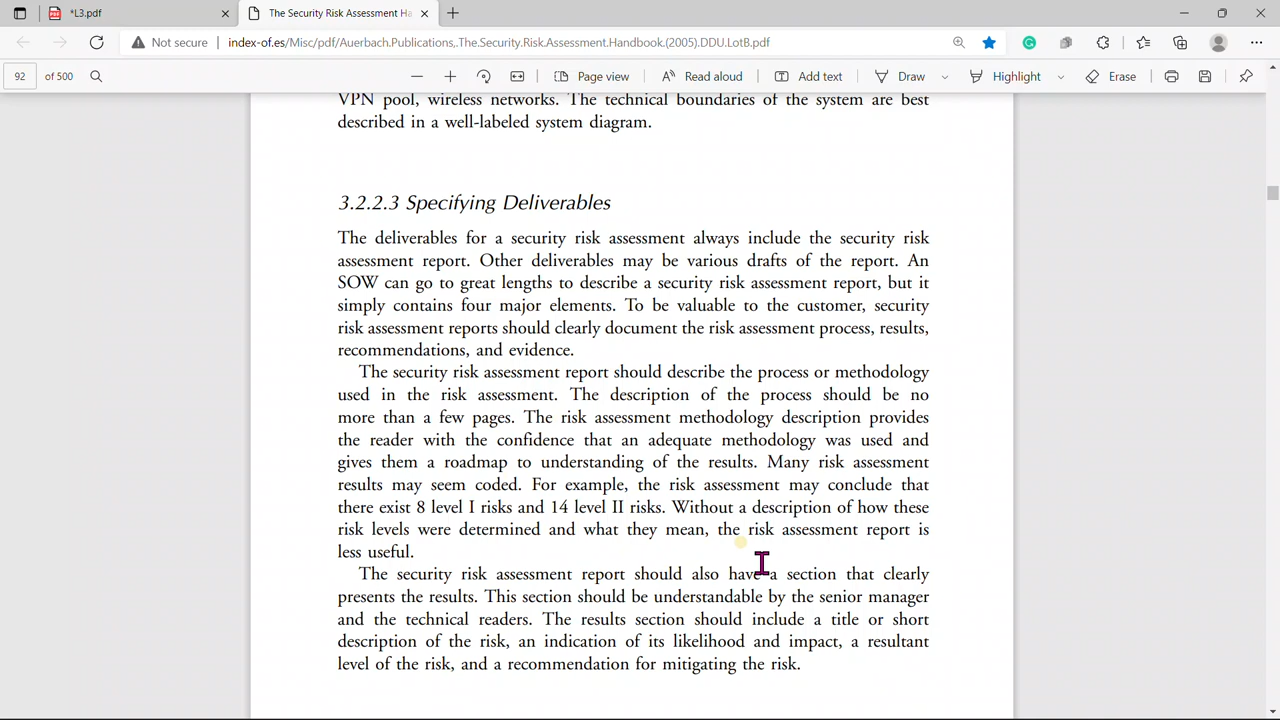 *L3.pdf
The Security Risk Assessment Ha
Not secure
index-of.es/Misc/pdf/Auerbach.Publications,.The.Security.Risk.Assessment.Handbook.(2005).DDU.LotB.pdf
92 of 500
Page view
Read aloud
Add text
Draw
Highlight
Erase
VPN pool, wireless networks. The technical boundaries of the system are best
described in a well-labeled system diagram.
3.2.2.3 Specifying Deliverables
The deliverables for a security risk assessment always include the security risk
assessment report. Other deliverables may be various drafts of the report. An
SOW can go to great lengths to describe a security risk assessment report, but it
simply contains four major elements. To be valuable to the customer, security
risk assessment reports should clearly document the risk assessment process, results,
recommendations, and evidence.
The security risk assessment report should describe the process or methodology
used in the risk assessment. The description of the process should be no
more than a few pages. The risk assessment methodology description provides
the reader with the confidence that an adequate methodology was used and
gives them a roadmap to understanding of the results. Many risk assessment
results may seem coded. For example, the risk assessment may conclude that
there exist 8 level I risks and 14 level II risks. Without a description of how these
risk levels were determined and what they mean, the risk assessment report is
less useful.
The security risk assessment report should also have a section that clearly
presents the results. This section should be understandable by the senior manager
and the technical readers. The results section should include a title or short
description of the risk, an indication of its likelihood and impact, a resultant
level of the risk, and a recommendation for mitigating the risk.